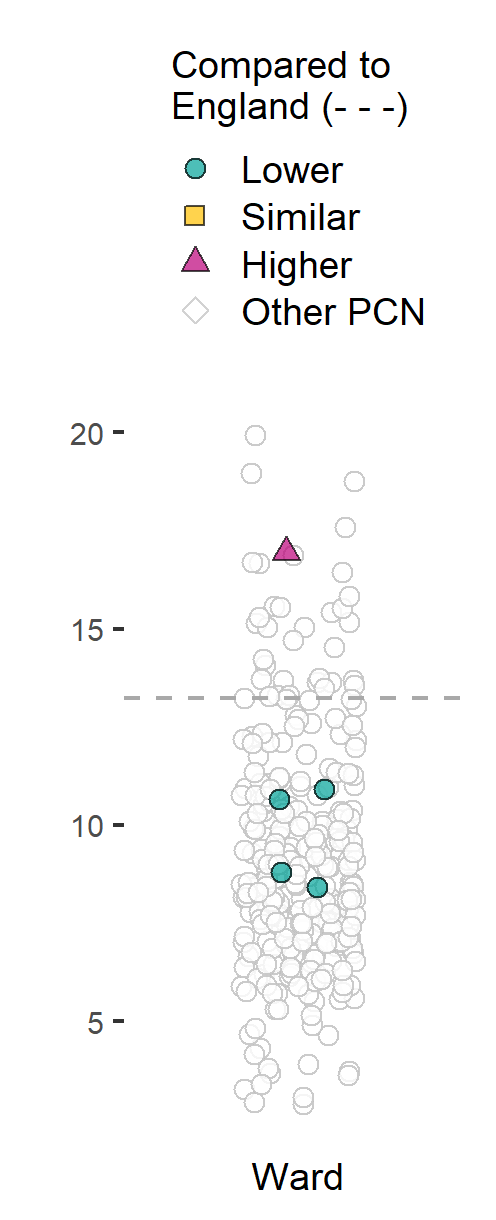 Compared to
England (- - -)
Lower
Similar
Higher
Other PCN
20
15
10
5
Ward